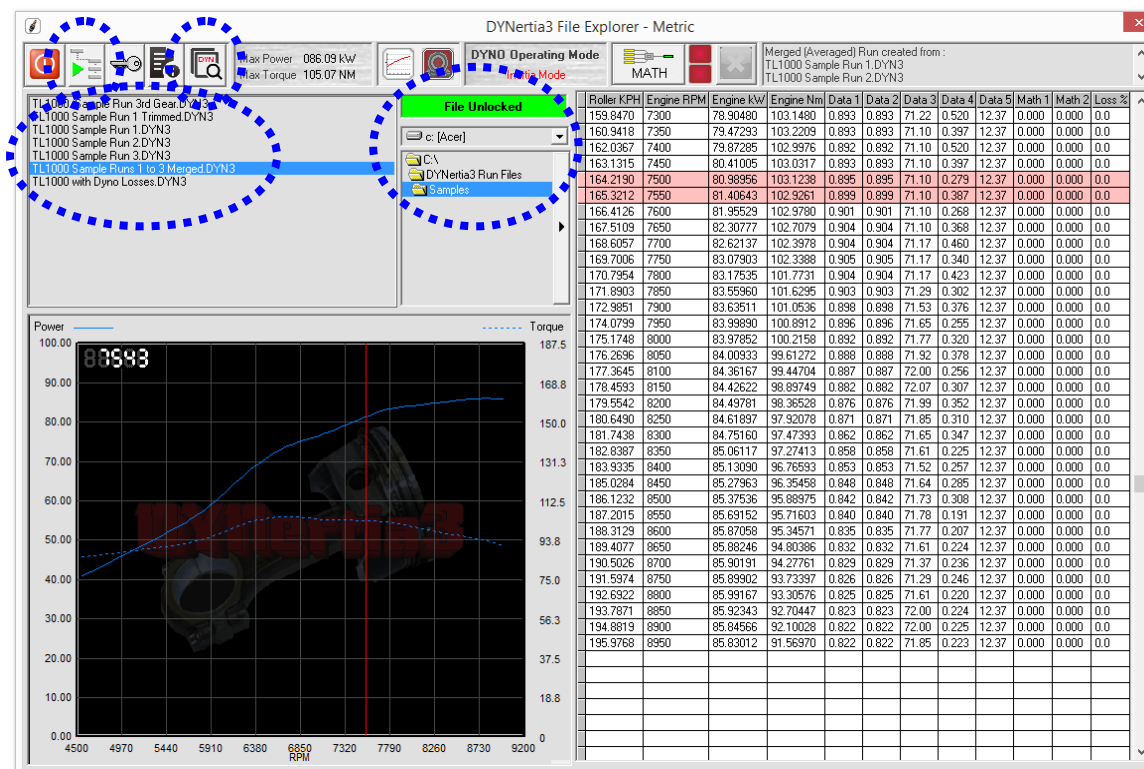 DYNertia3 File Explorer - Metric
DYN
Max Power 086.09 kW
Max Torque 105.07 NM
DYNO Operating Mode
Inertia Mode
MATH
Merged (Averaged) Run created from :
TL1000 Sample Run 1.DYN3
TL1000 Sample Run 2.DYN3
TL1000 Sample Run 3rd Gear.DYN3
TL1000 Sample Run 1 Trimmed.DYN3
TL1000 Sample Run 1.DYN3
TL1000 Sample Run 2.DYN3
TL1000 Sample Run 3.DYN3
TL1000 Sample Runs 1 to 3 Merged.DYN3
TL1000 with Dyno Losses.DYN3
File Unlocked
c: [Acer]
C:\
DYNertia3 Run Files
Samples
Roller KPH Engine RPM Engine kW Engine Nm Data 1 Data 2 Data 3 Data 4 Data 5 Math 1 Math 2 Loss %
159.8470 7300 78.90480 103.1480 0.893 0.893 71.22 0.520 12.37 0.000 0.000 0.0
160.9418 7350 79.47293 103.2209 0.893 0.893 71.10 0.397 12.37 0.000 0.000 0.0
162.0367 7400 79.87285 102.9976 0.892 0.892 71.10 0.520 12.37 0.000 0.000 0.0
163.1315 7450 80.41005 103.0317 0.893 0.893 71.10 0.397 12.37 0.000 0.000 0.0
164.2190 7500 80.98956 103.1238 0.895 0.895 71.10 0.279 12.37 0.000 0.000 0.0
165.3212 7550 81.40643 102.9261 0.899 0.899 71.10 0.387 12.37 0.000 0.000 0.0
166.4126 7600 81.95529 102.9780 0.901 0.901 71.10 0.268 12.37 0.000 0.000 0.0
167.5109 7650 82.30777 102.7079 0.904 0.904 71.10 0.368 12.37 0.000 0.000 0.0
168.6057 7700 82.62137 102.3978 0.904 0.904 71.17 0.460 12.37 0.000 0.000 0.0
169.7006 7750 83.07903 102.3388 0.905 0.905 71.17 0.340 12.37 0.000 0.000 0.0
170.7954 7800 83.17535 101.7731 0.904 0.904 71.17 0.423 12.37 0.000 0.000 0.0
171.8903 7850 83.55960 101.6295 0.903 0.903 71.29 0.302 12.37 0.000 0.000 0.0
172.9851 7900 83.63511 101.0536 0.898 0.898 71.53 0.376 12.37 0.000 0.000 0.0
174.0799 7950 83.99890 100.8912 0.896 0.896 71.65 0.255 12.37 0.000 0.000 0.0
175.1748 8000 83.97852 100.2158 0.892 0.892 71.77 0.320 12.37 0.000 0.000 0.0
176.2696 8050 84.00933 99.61272 0.888 0.888 71.92 0.378 12.37 0.000 0.000 0.0
177.3645 8100 84.36167 99.44704 0.887 0.887 72.00 0.256 12.37 0.000 0.000 0.0
178.4593 8150 84.42622 98.89749 0.882 0.882 72.07 0.307 12.37 0.000 0.000 0.0
179.5542 8200 84.49781 98.36528 0.876 0.876 71.99 0.352 12.37 0.000 0.000 0.0
180.6490 8250 84.61897 97.92078 0.871 0.871 71.85 0.310 12.37 0.000 0.000 0.0
181.7438 8300 84.75160 97.47393 0.862 0.862 71.65 0.347 12.37 0.000 0.000 0.0
182.8387 8350 85.06117 97.27413 0.858 0.858 71.61 0.225 12.37 0.000 0.000 0.0
183.9335 8400 85.13090 96.76593 0.853 0.853 71.52 0.257 12.37 0.000 0.000 0.0
185.0284 8450 85.27963 96.35458 0.848 0.848 71.64 0.285 12.37 0.000 0.000 0.0
186.1232 8500 85.37536 95.88975 0.842 0.842 71.73 0.308 12.37 0.000 0.000 0.0
187.2015 8550 85.69152 95.71603 0.840 0.840 71.78 0.191 12.37 0.000 0.000 0.0
188.3129 8600 85.87058 95.34571 0.835 0.835 71.77 0.207 12.37 0.000 0.000 0.0
189.4077 8650 85.88246 94.80386 0.832 0.832 71.61 0.224 12.37 0.000 0.000 0.0
190.5026 8700 85.90191 94.27761 0.829 0.829 71.37 0.236 12.37 0.000 0.000 0.0
191.5974 8750 85.89902 93.73397 0.826 0.826 71.29 0.246 12.37 0.000 0.000 0.0
192.6922 8800 85.99167 93.30576 0.825 0.825 71.61 0.220 12.37 0.000 0.000 0.0
193.7871 8850 85.92343 92.70447 0.823 0.823 72.00 0.224 12.37 0.000 0.000 0.0
194.8819 8900 85.84566 92.10028 0.822 0.822 72.00 0.225 12.37 0.000 0.000 0.0
195.9768 8950 85.83012 91.56970 0.822 0.822 71.85 0.223 12.37 0.000 0.000 0.0
Power Torque
7543
DYNertia3
100.00 187.5
90.00 168.8
80.00 150.0
70.00 131.3
60.00 112.5
50.00 93.8
40.00 75.0
30.00 56.3
20.00 37.5
10.00 18.8
0.00 0
4500 4970 5440 5910 6380 6850 7320 7790 8260 8730 9200
RPM